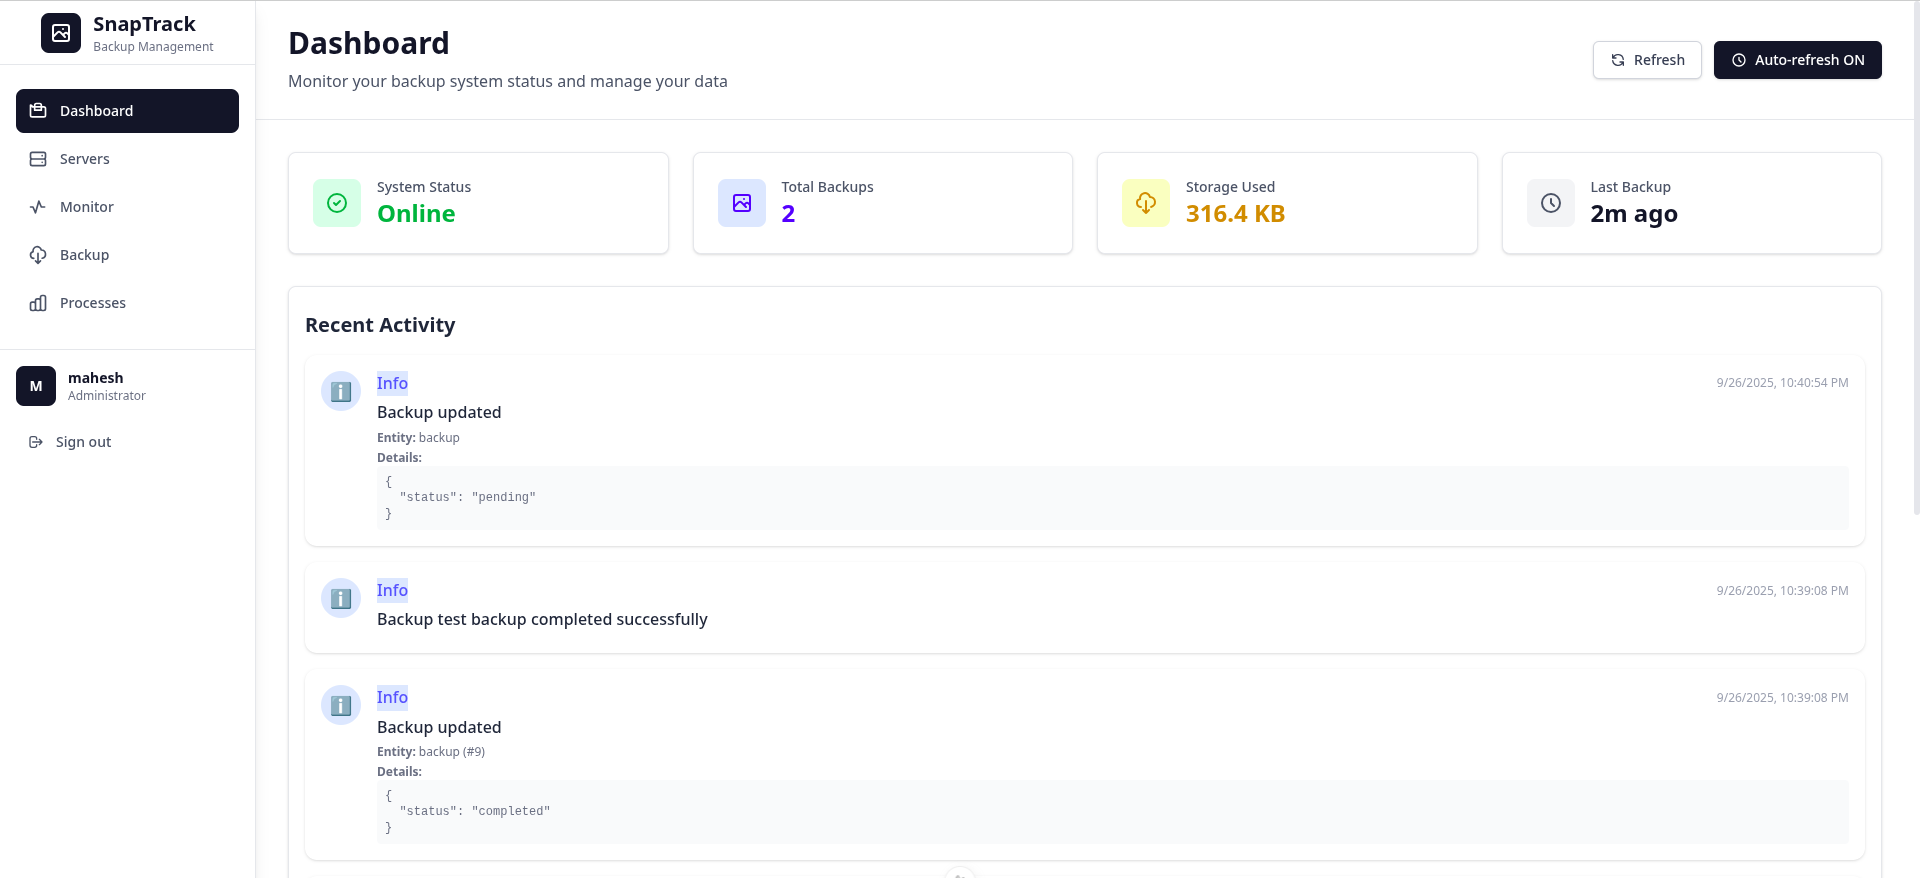 SnapTrack
Backup Management
Dashboard
Servers
Monitor
Backup
Processes
M
mahesh
Administrator
Sign out
Dashboard
Monitor your backup system status and manage your data
Refresh
Auto-refresh ON
System Status
Online
Total Backups
2
Storage Used
316.4 KB
Last Backup
2m ago
Recent Activity
Info
9/26/2025, 10:40:54 PM
Backup updated
Entity: backup
Details:
{
"status": "pending"
}
Info
9/26/2025, 10:39:08 PM
Backup test backup completed successfully
Info
9/26/2025, 10:39:08 PM
Backup updated
Entity: backup (#9)
Details:
{
"status": "completed"
}